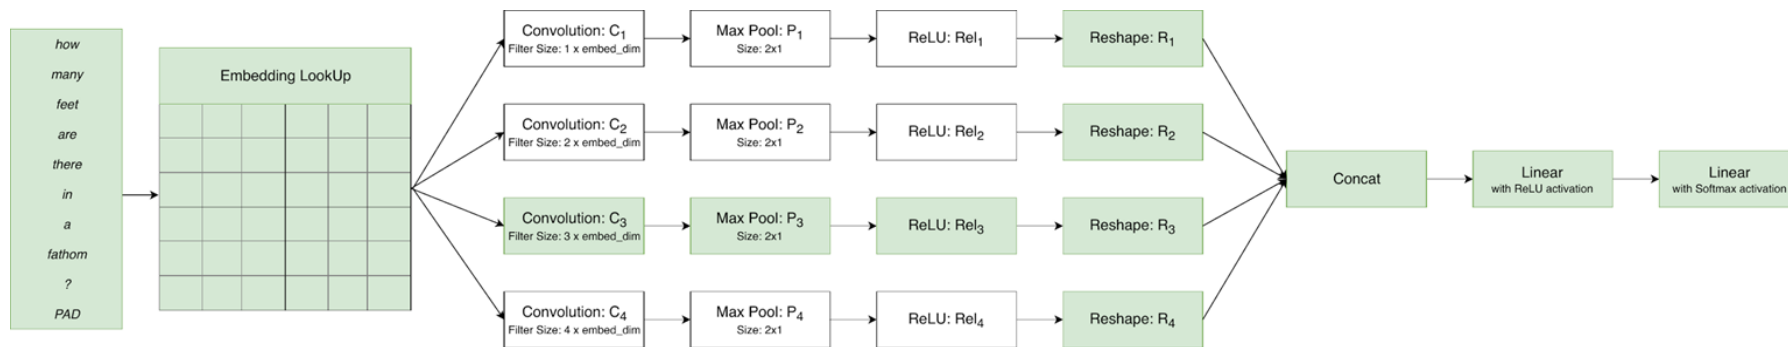 how
many
feet
are
there
in
a
fathom
?
PAD
Embedding LookUp
Convolution: C1
Filter Size: 1 x embed_dim
Max Pool: P1
Size: 2x1
ReLU: Rel1
Reshape: R1
Convolution: C2
Filter Size: 2 x embed_dim
Max Pool: P2
Size: 2x1
ReLU: Rel2
Reshape: R2
Convolution: C3
Filter Size: 3 x embed_dim
Max Pool: P3
Size: 2x1
ReLU: Rel3
Reshape: R3
Convolution: C4
Filter Size: 4 x embed_dim
Max Pool: P4
Size: 2x1
ReLU: Rel4
Reshape: R4
Concat
Linear
with ReLU activation
Linear
with Softmax activation